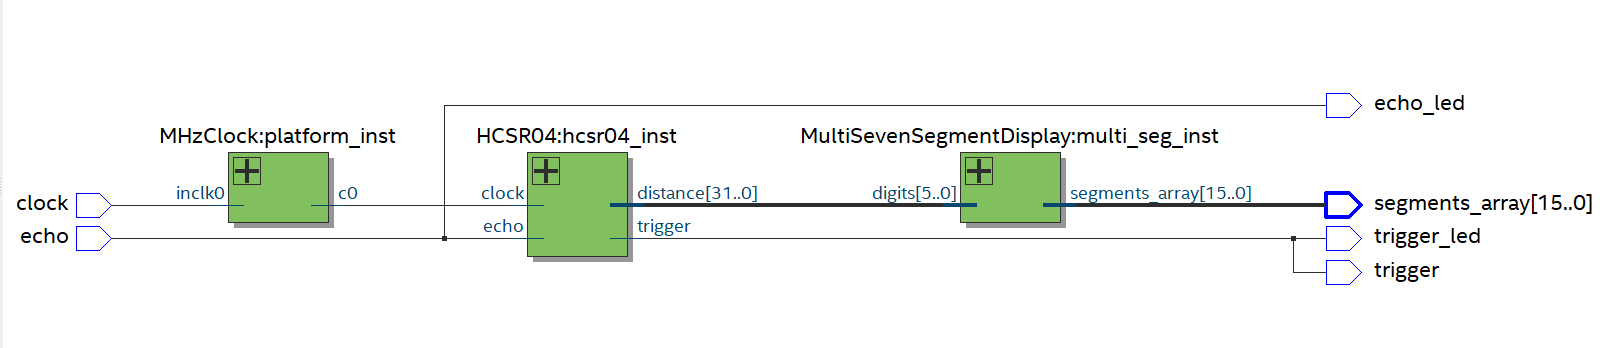 echo_led
MHzClock:platform_inst
HCSR04:hcsr04_inst
MultiSevenSegmentDisplay:multi_seg_inst
clock
inclk0
c0
clock
distance[31..0]
digits[5..0]
segments_array[15..0]
segments_array[15..0]
echo
echo
trigger
trigger_led
trigger